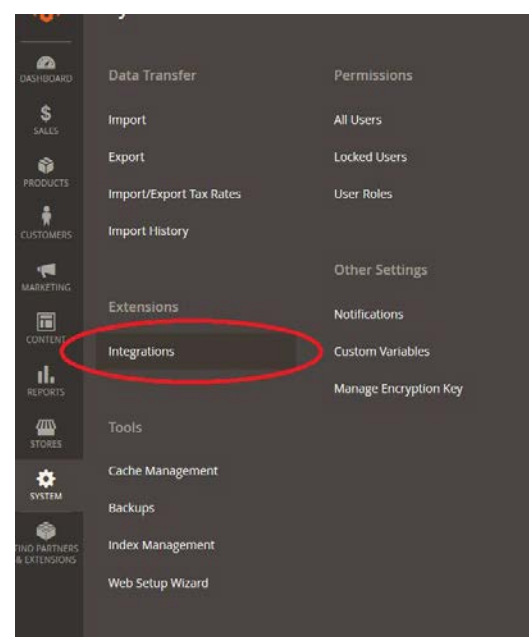 DASHBOARD
SALES
PRODUCTS
CUSTOMERS
MARKETING
CONTENT
REPORTS
STORES
SYSTEM
FIND PARTNERS
& EXTENSIONS
Data Transfer
Import
Export
Import/Export Tax Rates
Import History
Extensions
Integrations
Tools
Cache Management
Backups
Index Management
Web Setup Wizard
Permissions
All Users
Locked Users
User Roles
Other Settings
Notifications
Custom Variables
Manage Encryption Key